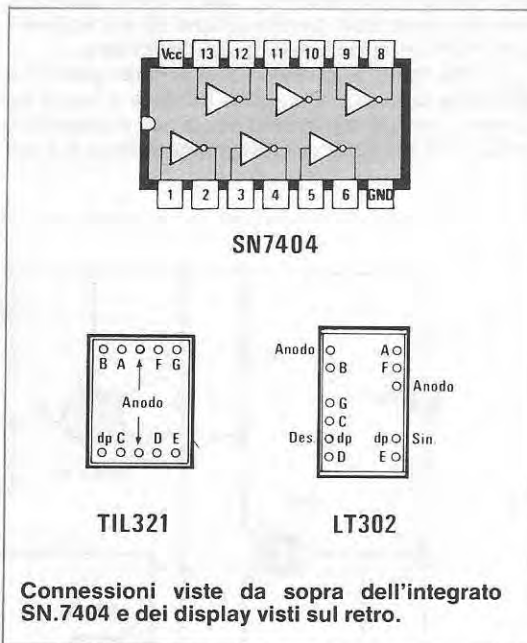 Vcc 13 12 11 10 9 8
1 2 3 4 5 6 GND
SN7404
B A F G
Anodo
dp C D E
TIL321
Anodo A
B F
Anodo
G
C
Des. dp dp Sin.
D E
LT302
Connessioni viste da sopra dell'integrato
SN.7404 e dei display visti sul retro.